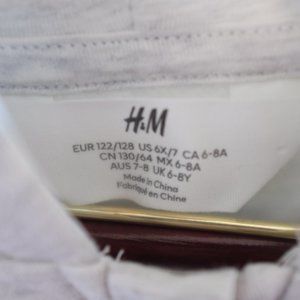 H&M
EUR 122/128 US 6X/7 CA 6-8A
CN 130/64 MX 6-8A
AUS 7-8 UK 6-8Y
Made in China
Fabriqué en Chine